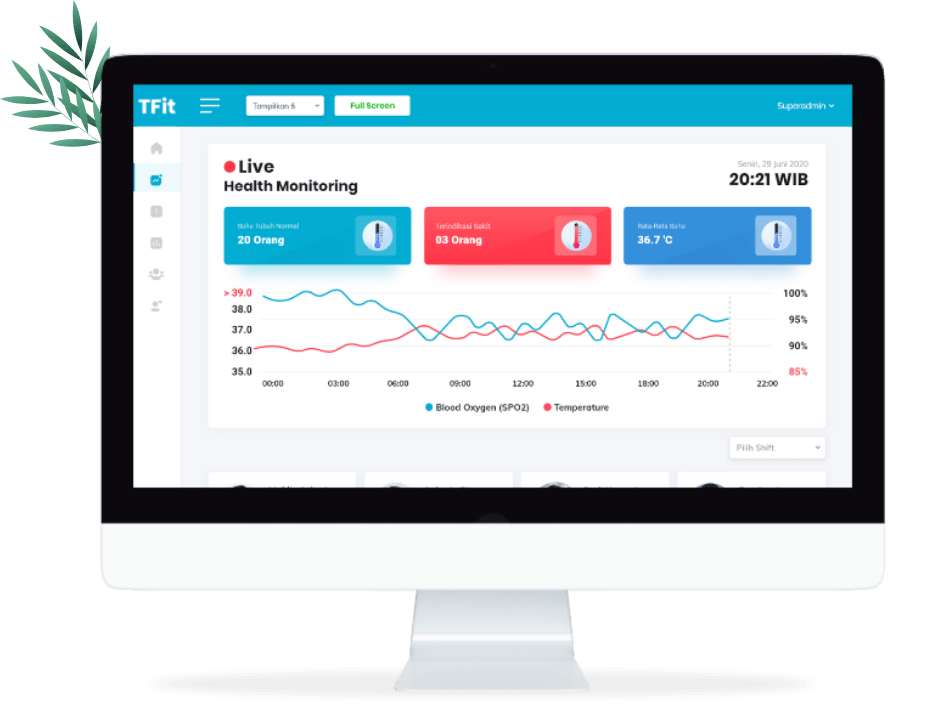 TFit
Tampilkan 6
Full Screen
Superadmin
Live
Health Monitoring
Senin, 29 Juni 2020
20:21 WIB
Suhu Tubuh Normal
20 Orang
Terindikasi Sakit
03 Orang
Rata-Rata Suhu
36.7 °C
> 39.0
38.0
37.0
36.0
35.0
100%
95%
90%
85%
00:00 03:00 06:00 09:00 12:00 15:00 18:00 20:00 22:00
Blood Oxygen (SPO2) Temperature
Pilih Shift